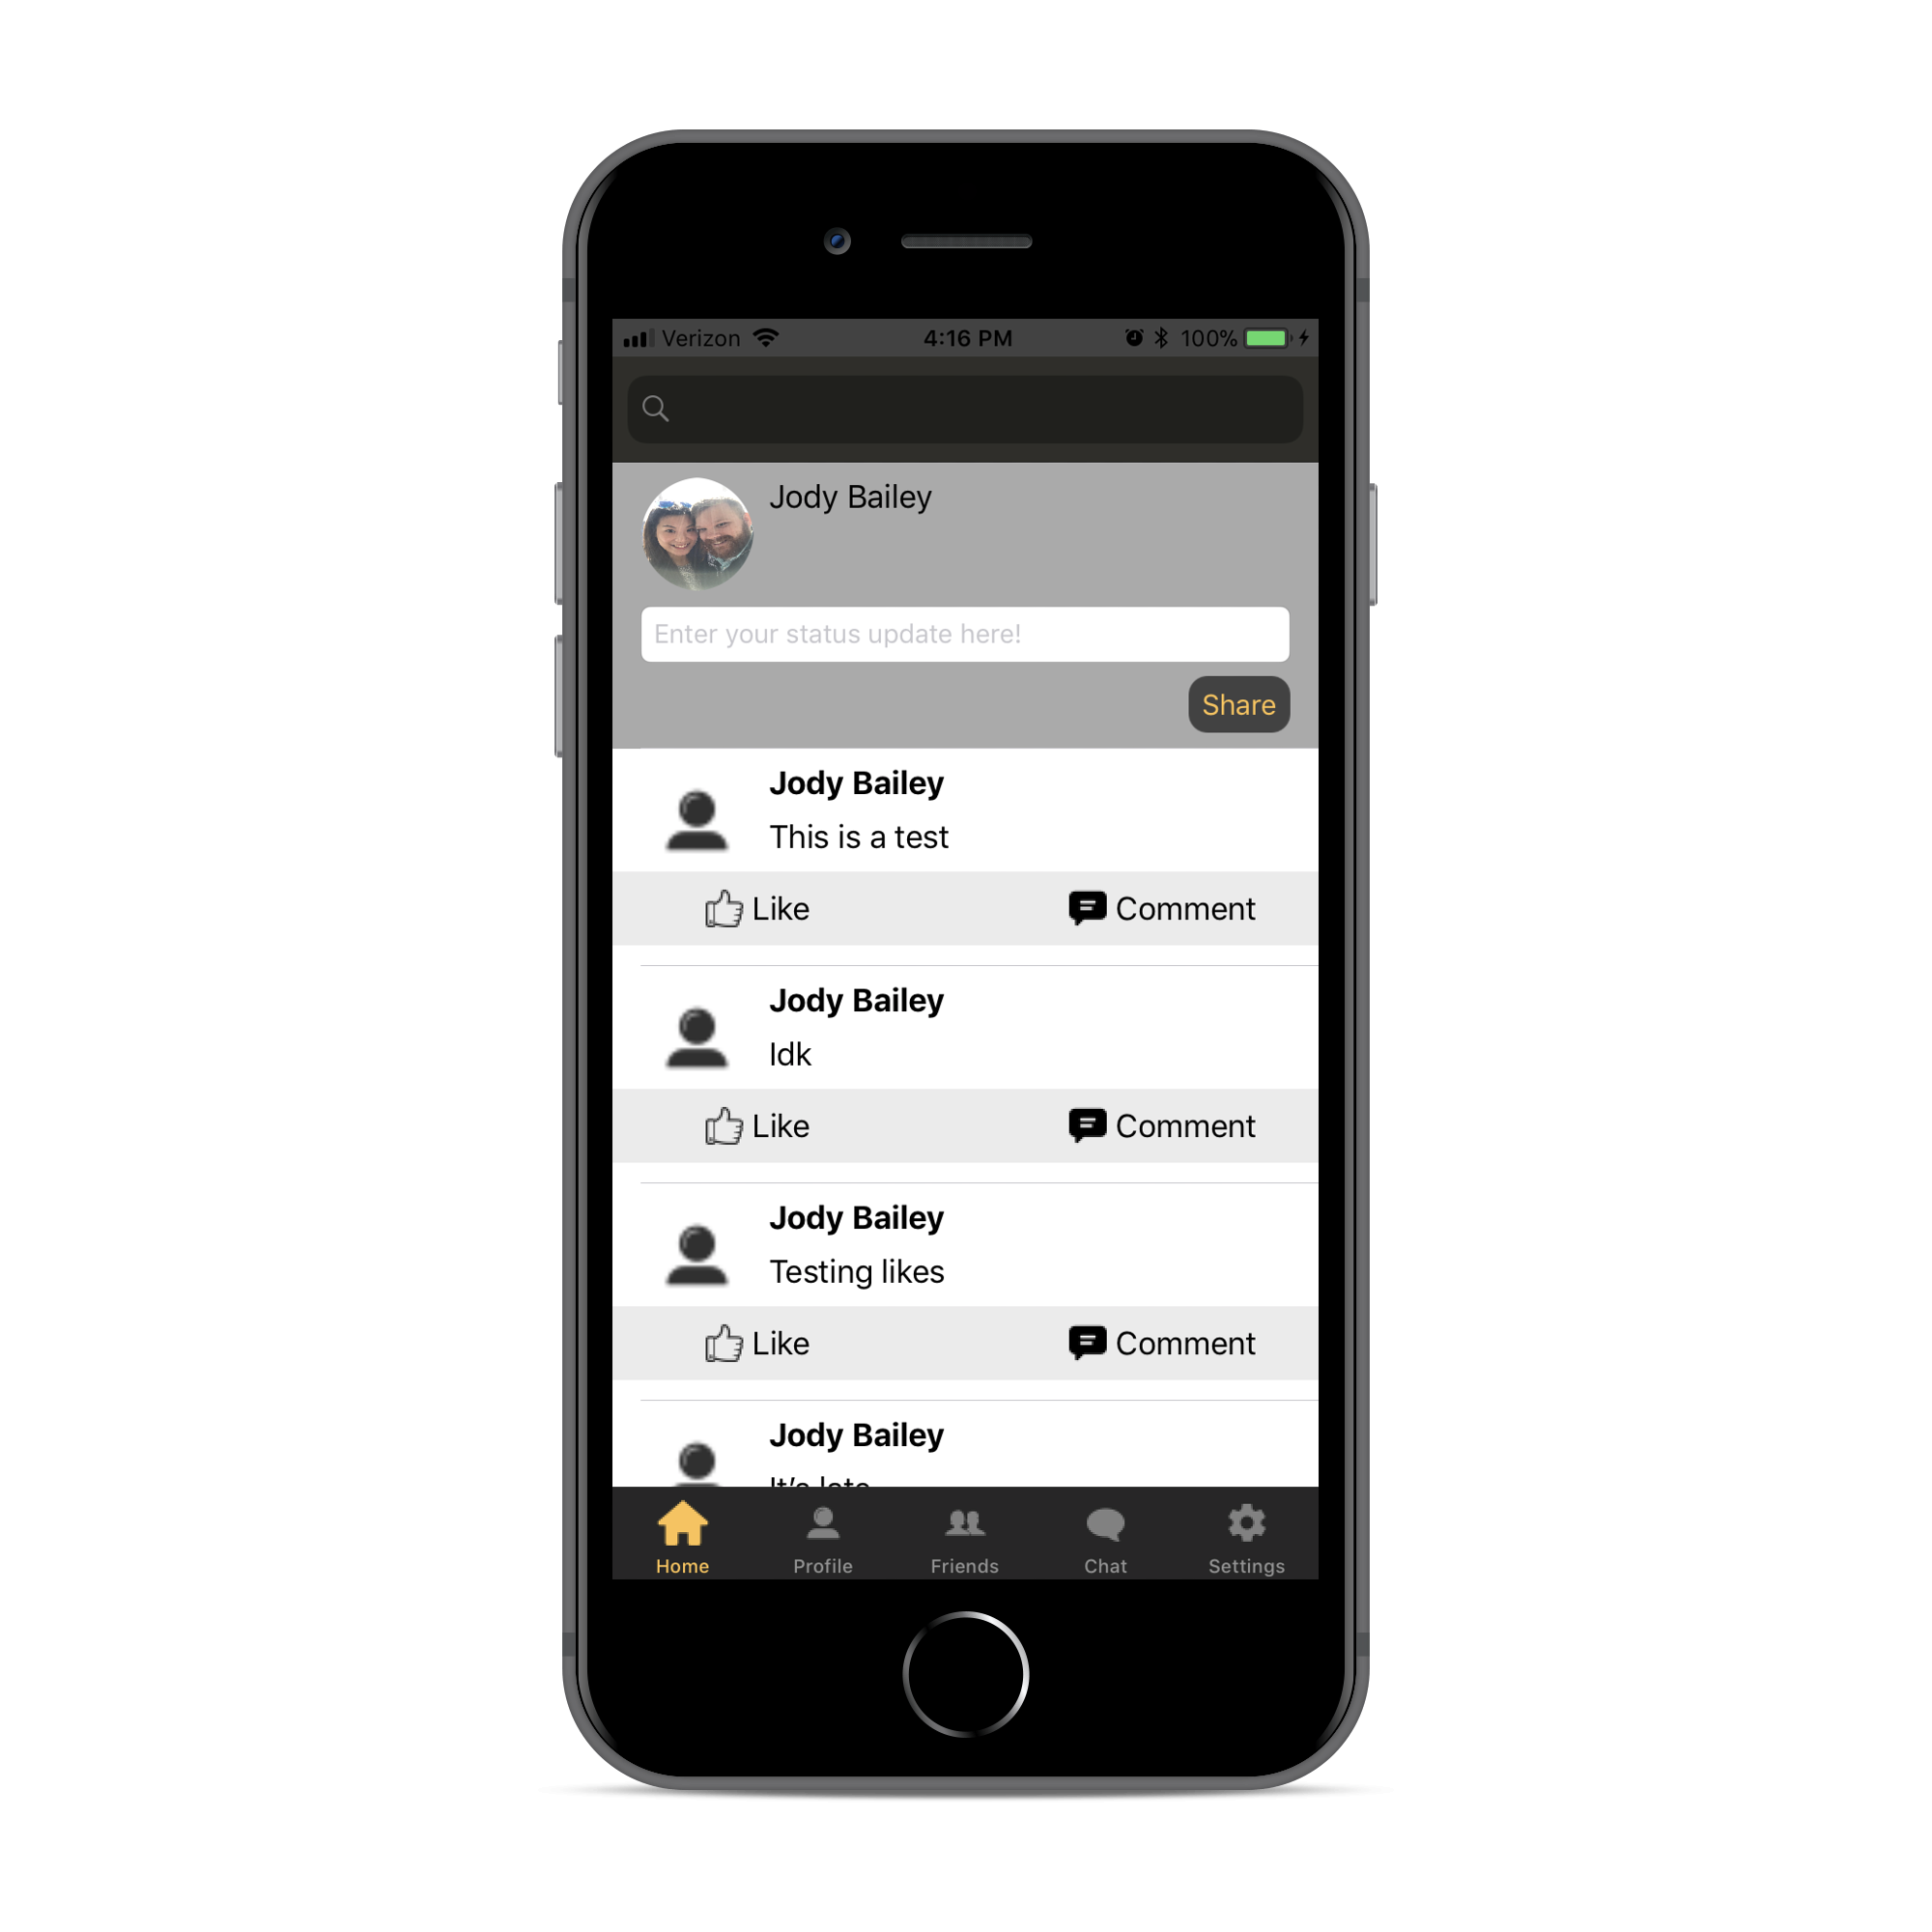 Verizon 4:16 PM 100%
Jody Bailey
Enter your status update here!
Share
Jody Bailey
This is a test
Like Comment
Jody Bailey
Idk
Like Comment
Jody Bailey
Testing likes
Like Comment
Jody Bailey
It's late
Home Profile Friends Chat Settings